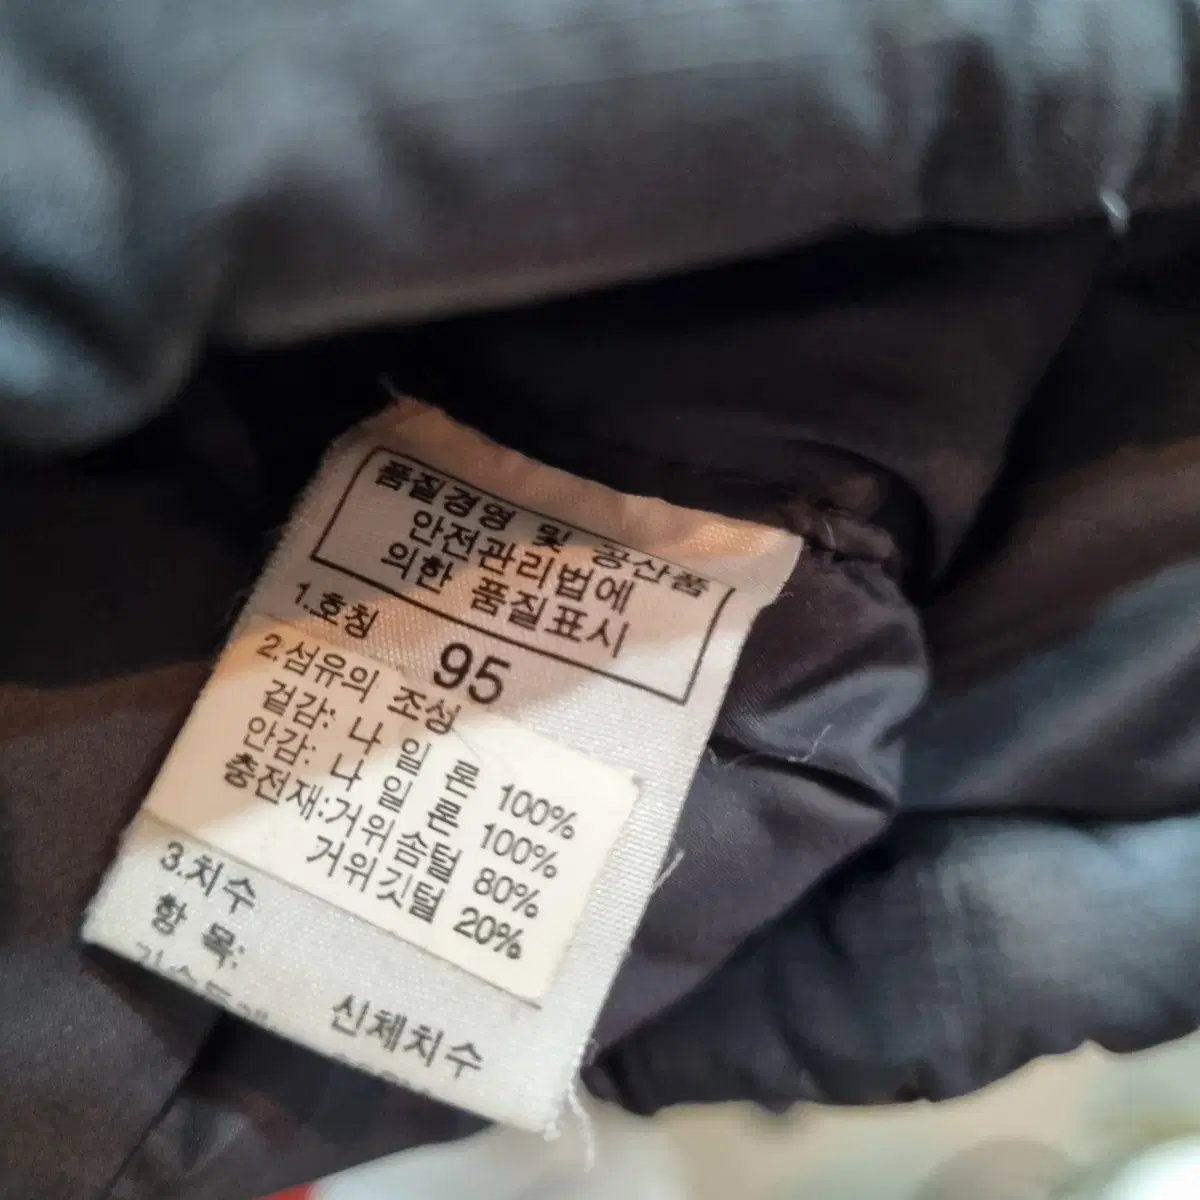 품질경영 및 공산품
안전관리법에
의한 품질표시
1.호칭 95
2.섬유의 조성
겉감: 나 일 론 100%
안감: 나 일 론 100%
충전재:거위 솜털 80%
거위 깃털 20%
3.치수
항 목: 신체치수